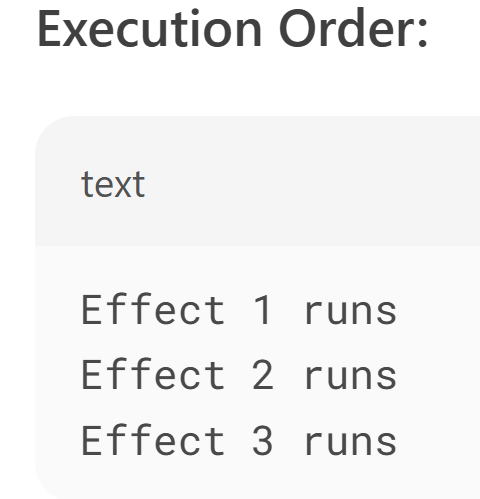 Execution Order:
text
Effect 1 runs
Effect 2 runs
Effect 3 runs